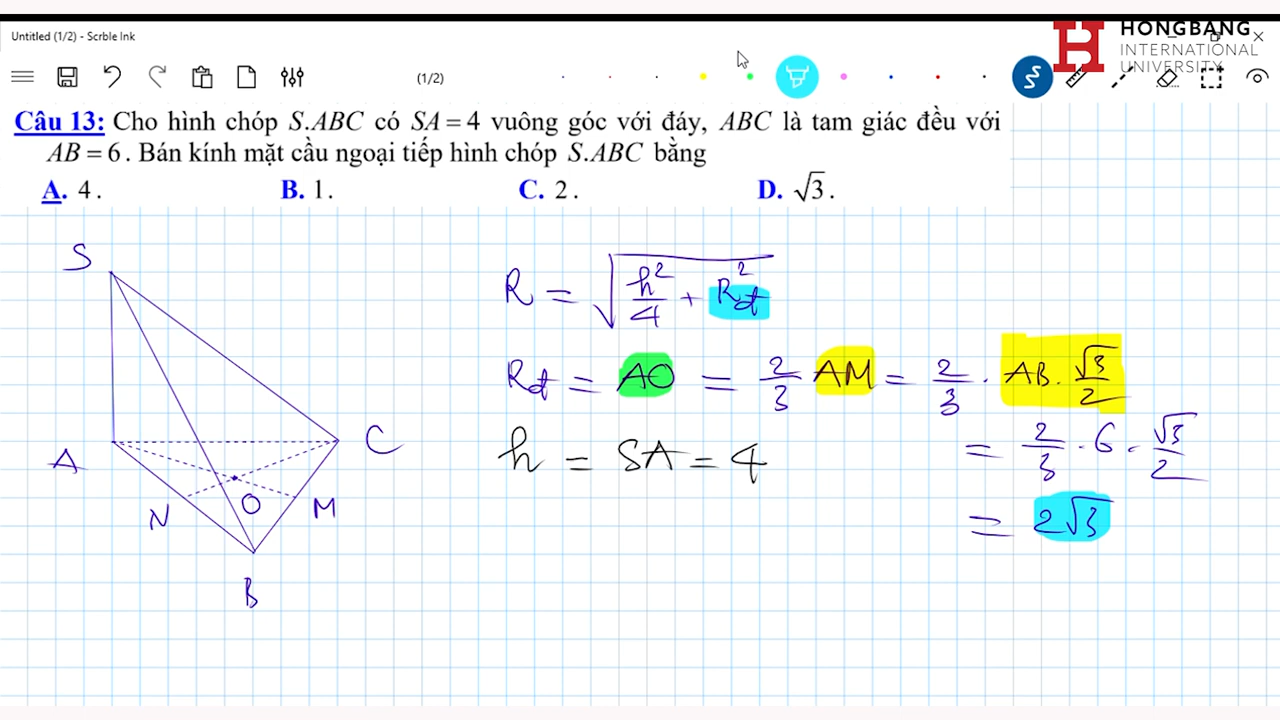 Untitled (1/2) - Scrble Ink
HONGBANG
INTERNATIONAL
UNIVERSITY
(1/2)
Câu 13: Cho hình chóp S.ABC có SA = 4 vuông góc với đáy, ABC là tam giác đều với
AB = 6. Bán kính mặt cầu ngoại tiếp hình chóp S.ABC bằng
A. 4. B. 1. C. 2. D. √3.
S
R = √(h²/4 + Rđ²)
Rđ = AO = 2/3 AM = 2/3 · AB · √3/2
A
C
h = SA = 4
= 2/3 · 6 · √3/2
N
O
M
= 2√3
B